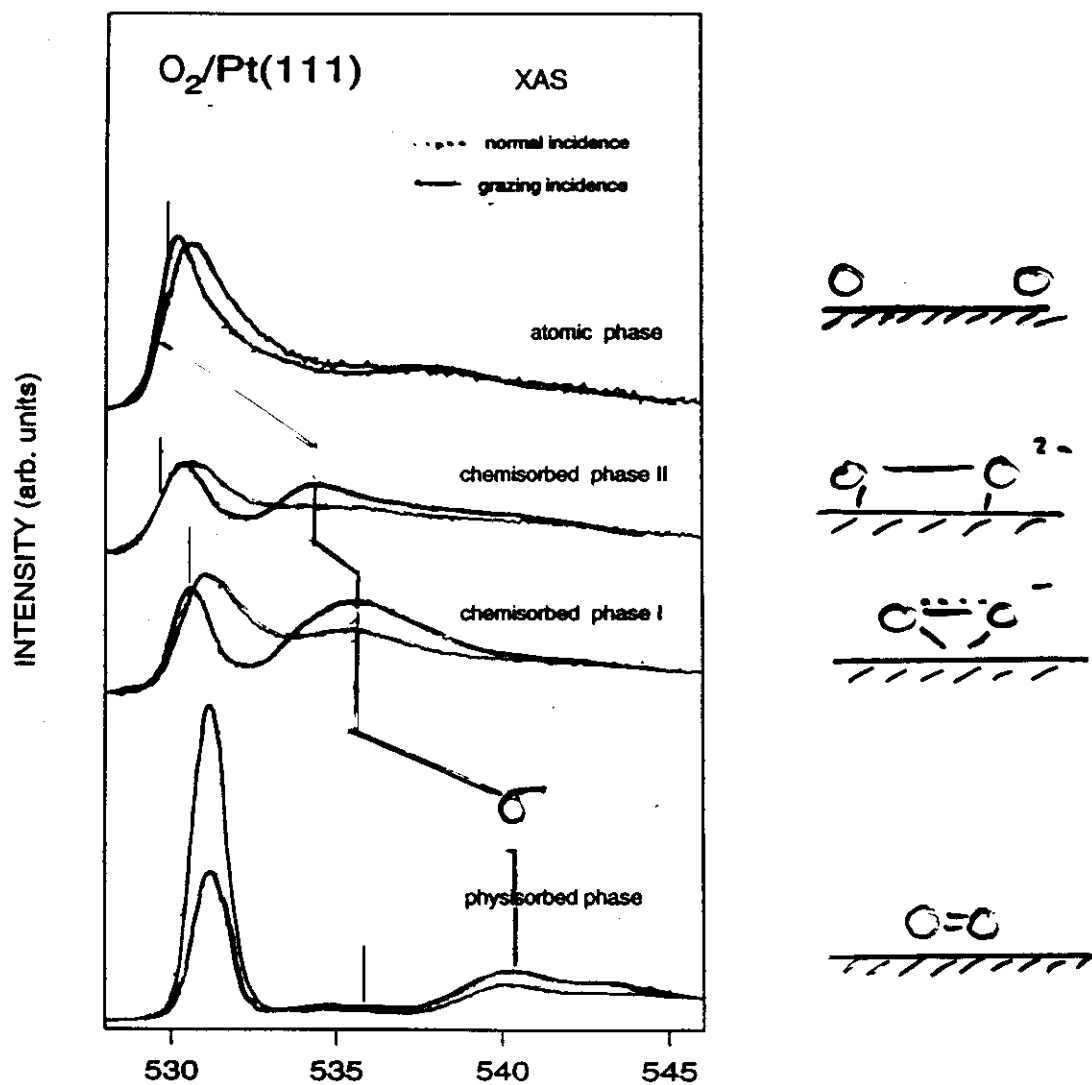 O₂/Pt(111)
XAS
normal incidence
grazing incidence
atomic phase
chemisorbed phase II
chemisorbed phase I
σ
physisorbed phase
INTENSITY (arb. units)
530 535 540 545
O O
O — O 2-
O O -
O=O